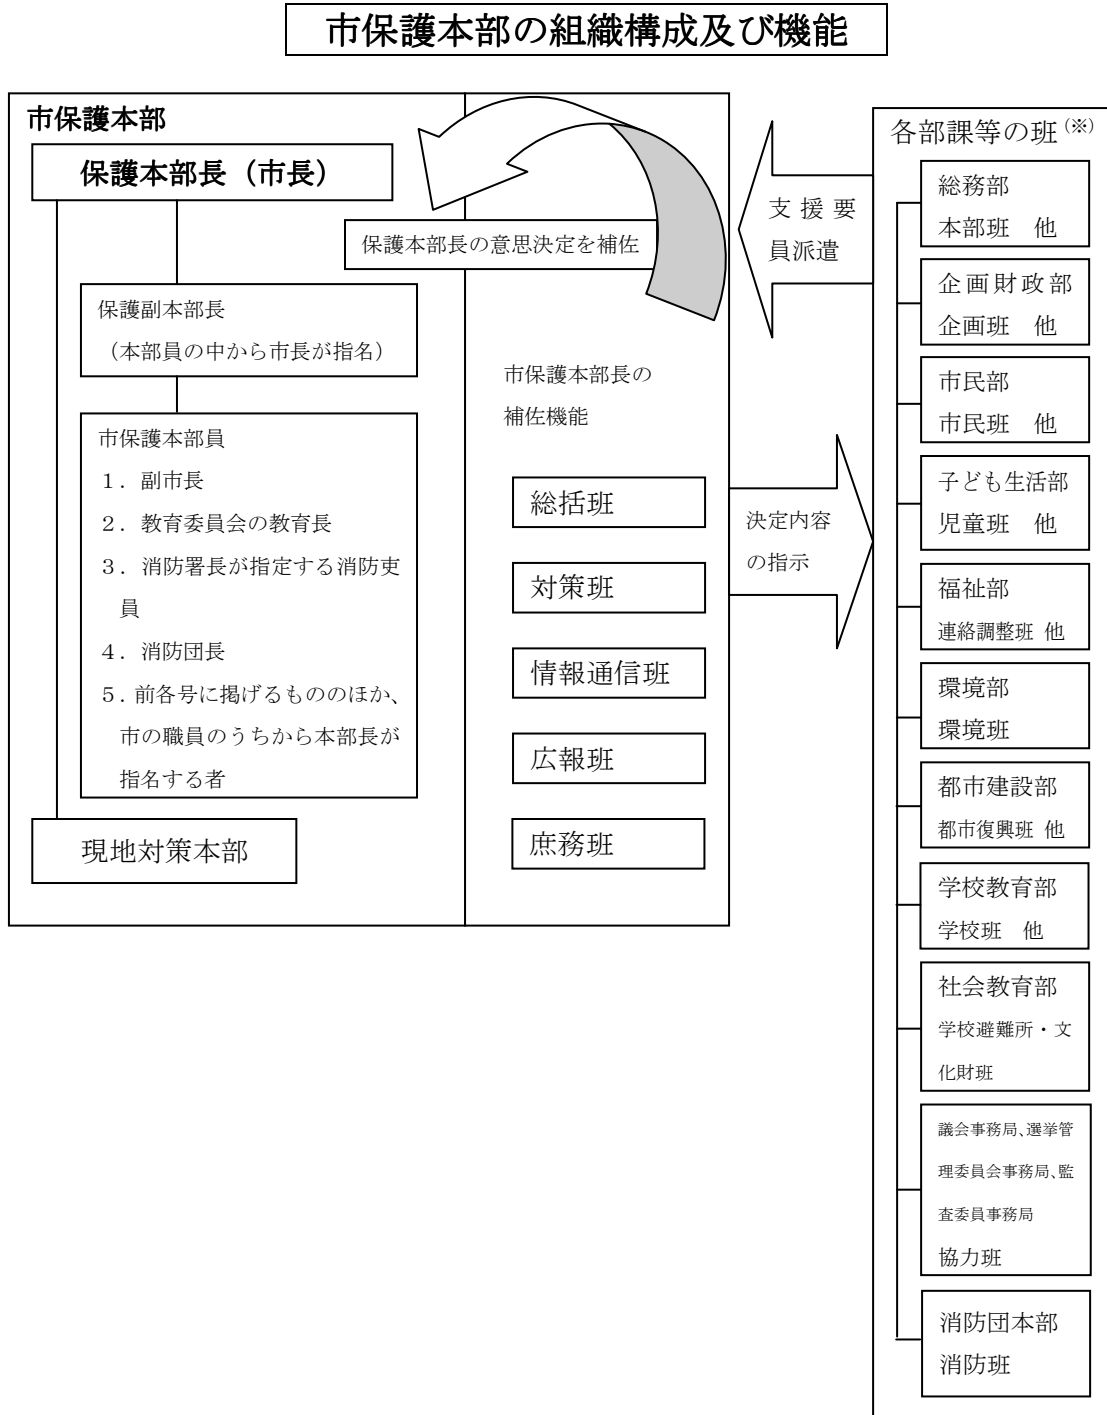 市保護本部の組織構成及び機能
市保護本部
保護本部長（市長）
保護本部長の意思決定を補佐
保護副本部長
（本部員の中から市長が指名）
市保護本部員
１．副市長
２．教育委員会の教育長
３．消防署長が指定する消防吏
員
４．消防団長
５．前各号に掲げるもののほか、
市の職員のうちから本部長が
指名する者
現地対策本部
市保護本部長の
補佐機能
総括班
対策班
情報通信班
広報班
庶務班
支援要
員派遣
決定内容
の指示
各部課等の班(※)
総務部
本部班　他
企画財政部
企画班　他
市民部
市民班　他
子ども生活部
児童班　他
福祉部
連絡調整班 他
環境部
環境班
都市建設部
都市復興班 他
学校教育部
学校班　他
社会教育部
学校避難所・文
化財班
議会事務局、選挙管
理委員会事務局、監
査委員事務局
協力班
消防団本部
消防班